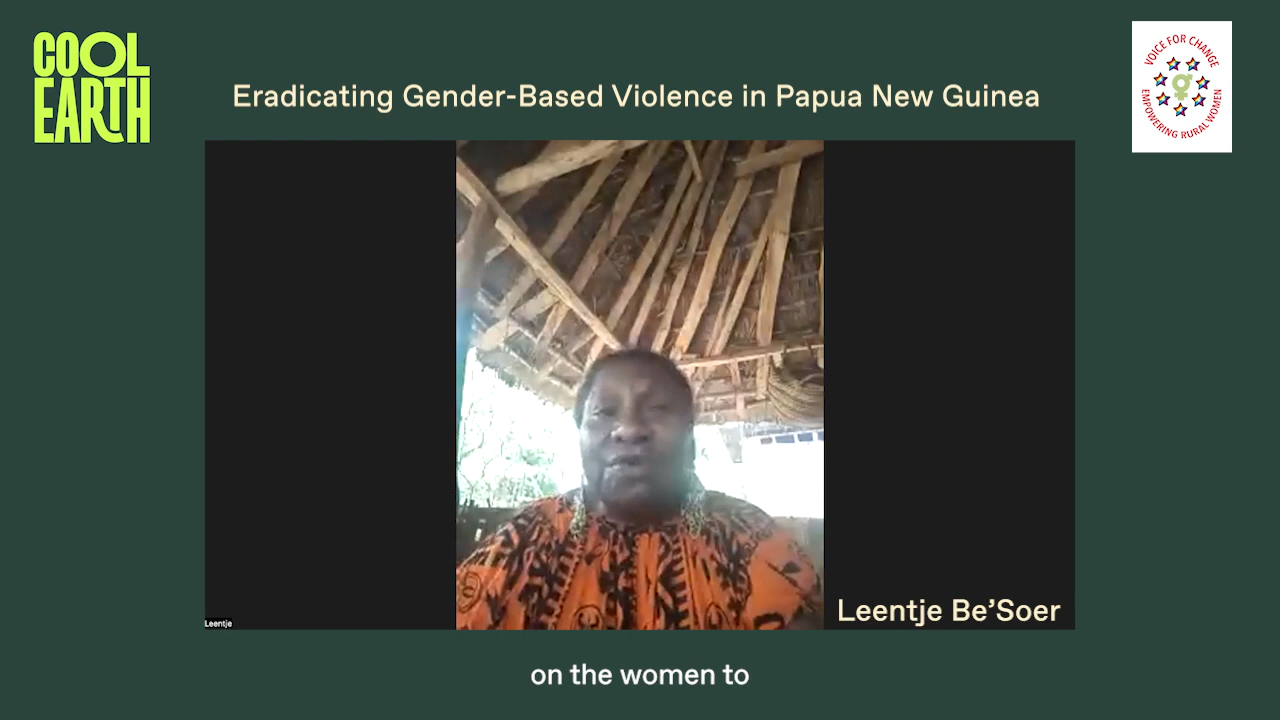 COOL
EARTH
Eradicating Gender-Based Violence in Papua New Guinea
VOICE FOR CHANGE
EMPOWERING RURAL WOMEN
Leentje Be’Soer
Leentje
on the women to